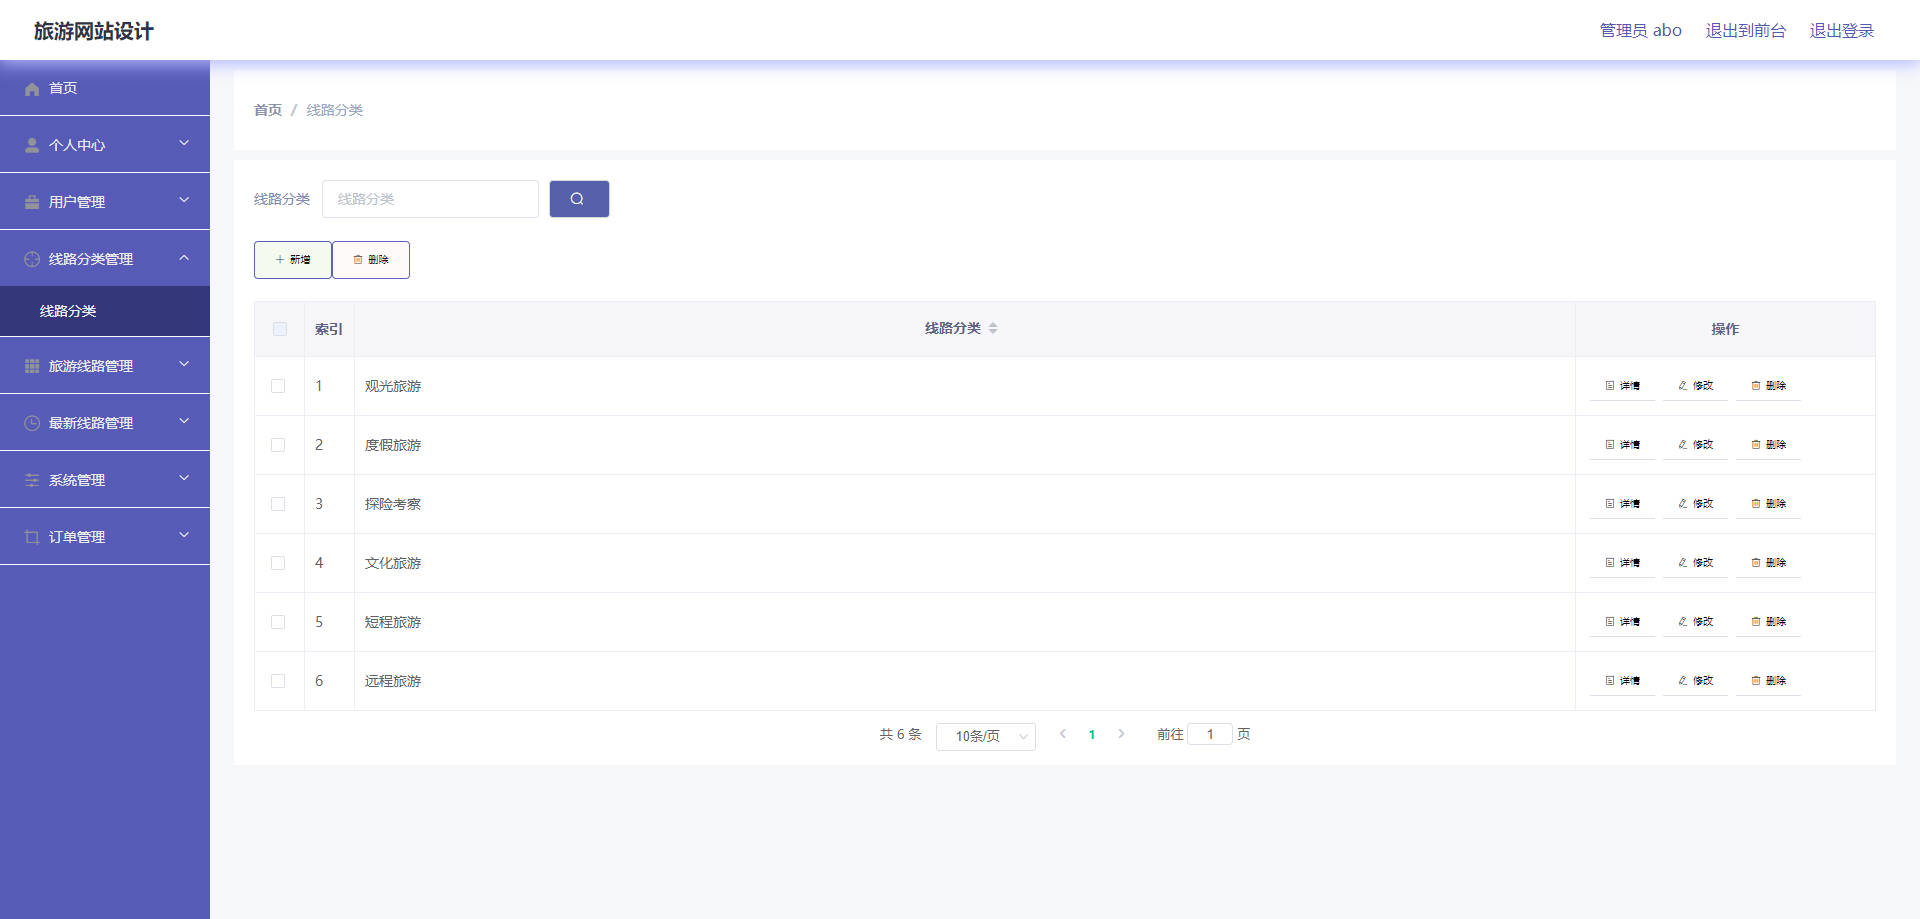 旅游网站设计
管理员 abo 退出到前台 退出登录
首页
个人中心
用户管理
线路分类管理
线路分类
旅游线路管理
最新线路管理
系统管理
订单管理
首页 / 线路分类
线路分类 线路分类
新增 删除
索引 线路分类 操作
1 观光旅游 详情 修改 删除
2 度假旅游 详情 修改 删除
3 探险考察 详情 修改 删除
4 文化旅游 详情 修改 删除
5 短程旅游 详情 修改 删除
6 远程旅游 详情 修改 删除
共 6 条 10条/页 1 前往 1 页